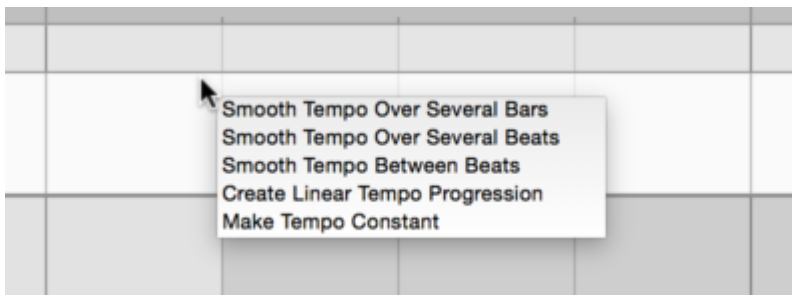 Smooth Tempo Over Several Bars
Smooth Tempo Over Several Beats
Smooth Tempo Between Beats
Create Linear Tempo Progression
Make Tempo Constant